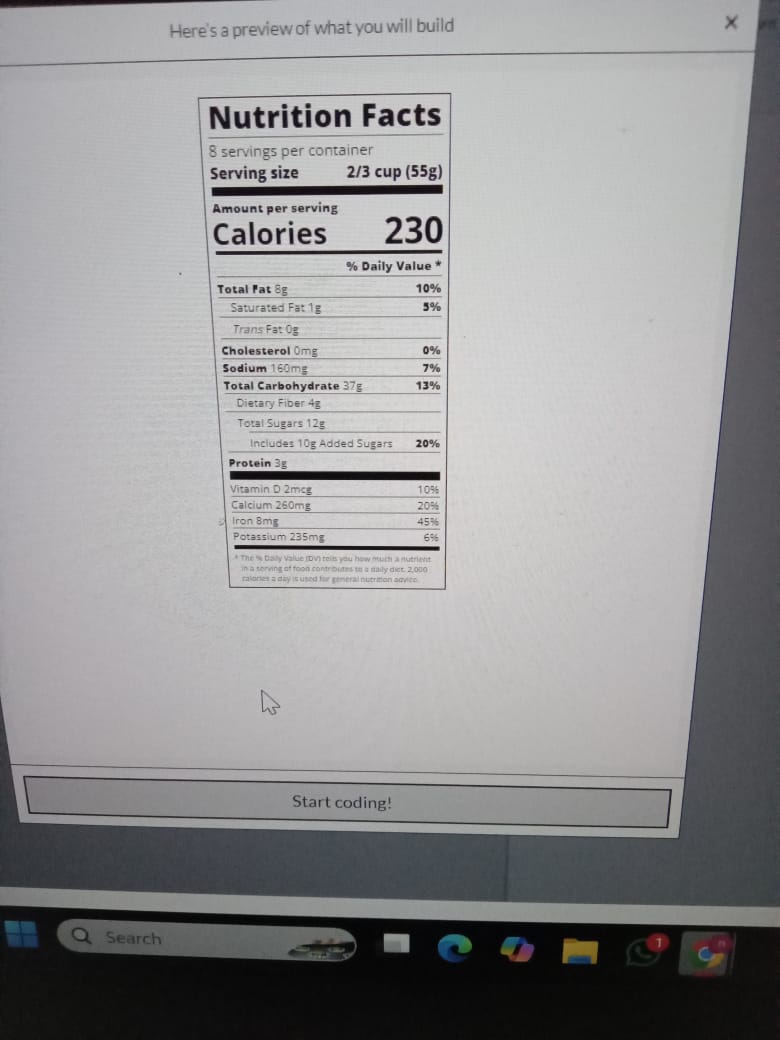 Here's a preview of what you will build
×
Nutrition Facts
8 servings per container
Serving size 2/3 cup (55g)
Amount per serving
Calories 230
% Daily Value *
Total Fat 8g 10%
Saturated Fat 1g 5%
Trans Fat 0g
Cholesterol 0mg 0%
Sodium 160mg 7%
Total Carbohydrate 37g 13%
Dietary Fiber 4g
Total Sugars 12g
Includes 10g Added Sugars 20%
Protein 3g
Vitamin D 2mcg 10%
Calcium 260mg 20%
Iron 8mg 45%
Potassium 235mg 6%
* The % Daily Value (DV) tells you how much a nutrient
in a serving of food contributes to a daily diet. 2,000
calories a day is used for general nutrition advice.
Start coding!
Search
1